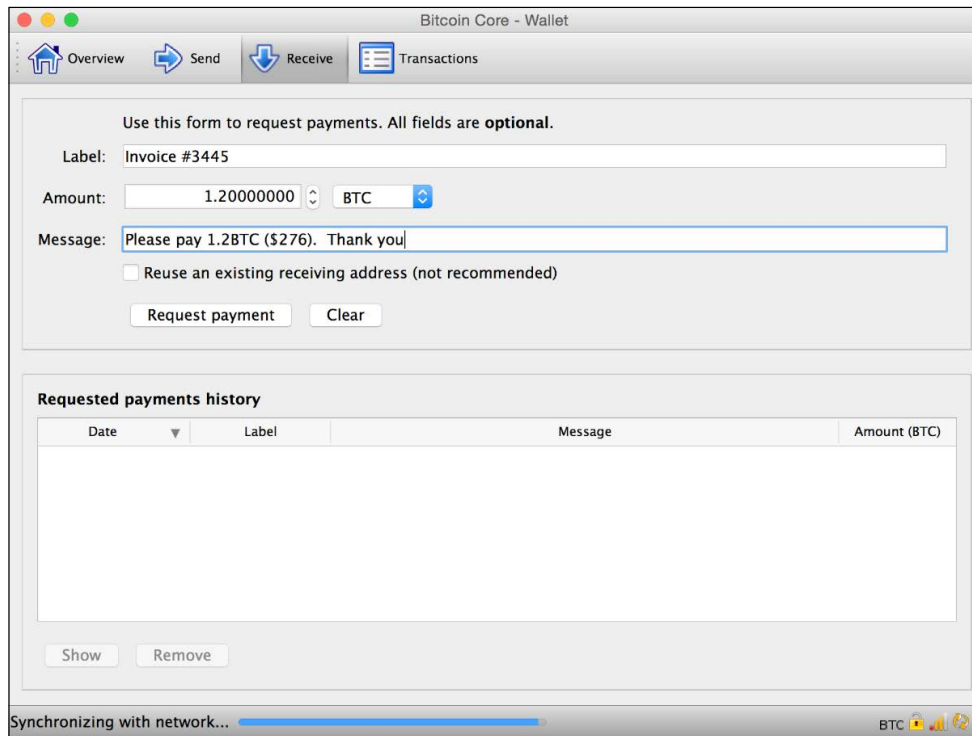 Bitcoin Core - Wallet
Overview Send Receive Transactions
Use this form to request payments. All fields are optional.
Label: Invoice #3445
Amount: 1.20000000 BTC
Message: Please pay 1.2BTC ($276).  Thank you
Reuse an existing receiving address (not recommended)
Request payment Clear
Requested payments history
Date Label Message Amount (BTC)
Show Remove
Synchronizing with network... BTC